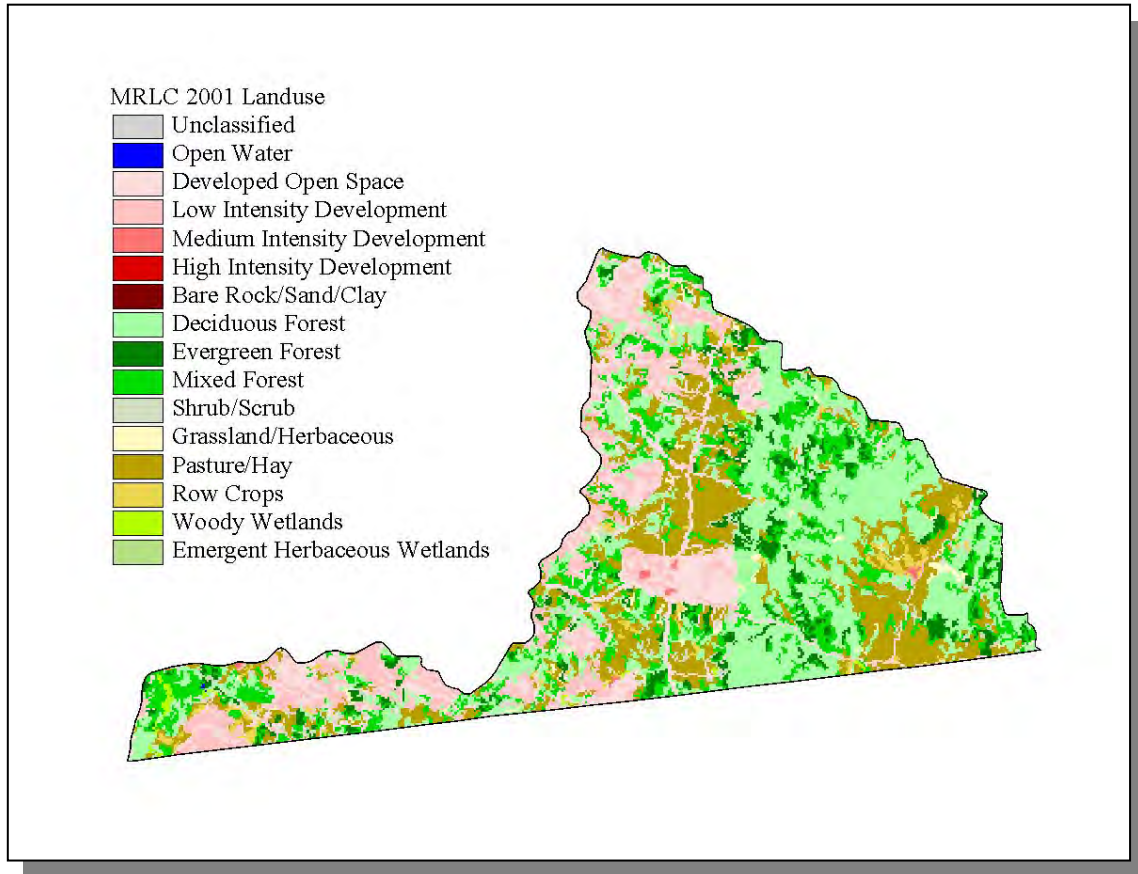 MRLC 2001 Landuse
Unclassified
Open Water
Developed Open Space
Low Intensity Development
Medium Intensity Development
High Intensity Development
Bare Rock/Sand/Clay
Deciduous Forest
Evergreen Forest
Mixed Forest
Shrub/Scrub
Grassland/Herbaceous
Pasture/Hay
Row Crops
Woody Wetlands
Emergent Herbaceous Wetlands